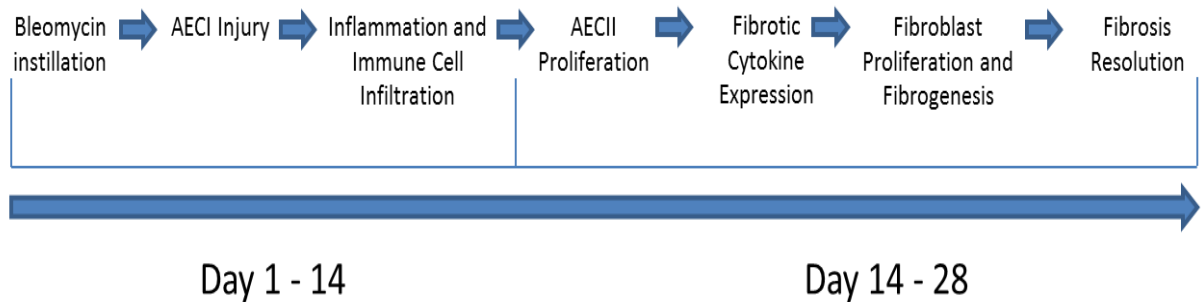 Bleomycin
instillation
AECI Injury
Inflammation and
Immune Cell
Infiltration
AECII
Proliferation
Fibrotic
Cytokine
Expression
Fibroblast
Proliferation and
Fibrogenesis
Fibrosis
Resolution
Day 1 - 14
Day 14 - 28